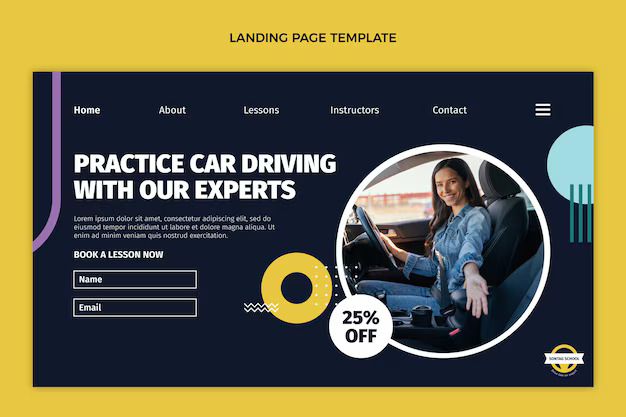 LANDING PAGE TEMPLATE
Home About Lessons Instructors Contact
PRACTICE CAR DRIVING
WITH OUR EXPERTS
Lorem ipsum dolor sit amet, consectetur adipiscing elit, sed do
eiusmod tempor incididunt ut labore et dolore magna aliqua. Ut
enim ad minim veniam, quis nostrud exercitation.
BOOK A LESSON NOW
Name
Email
25%
OFF
SONTAG SCHOOL